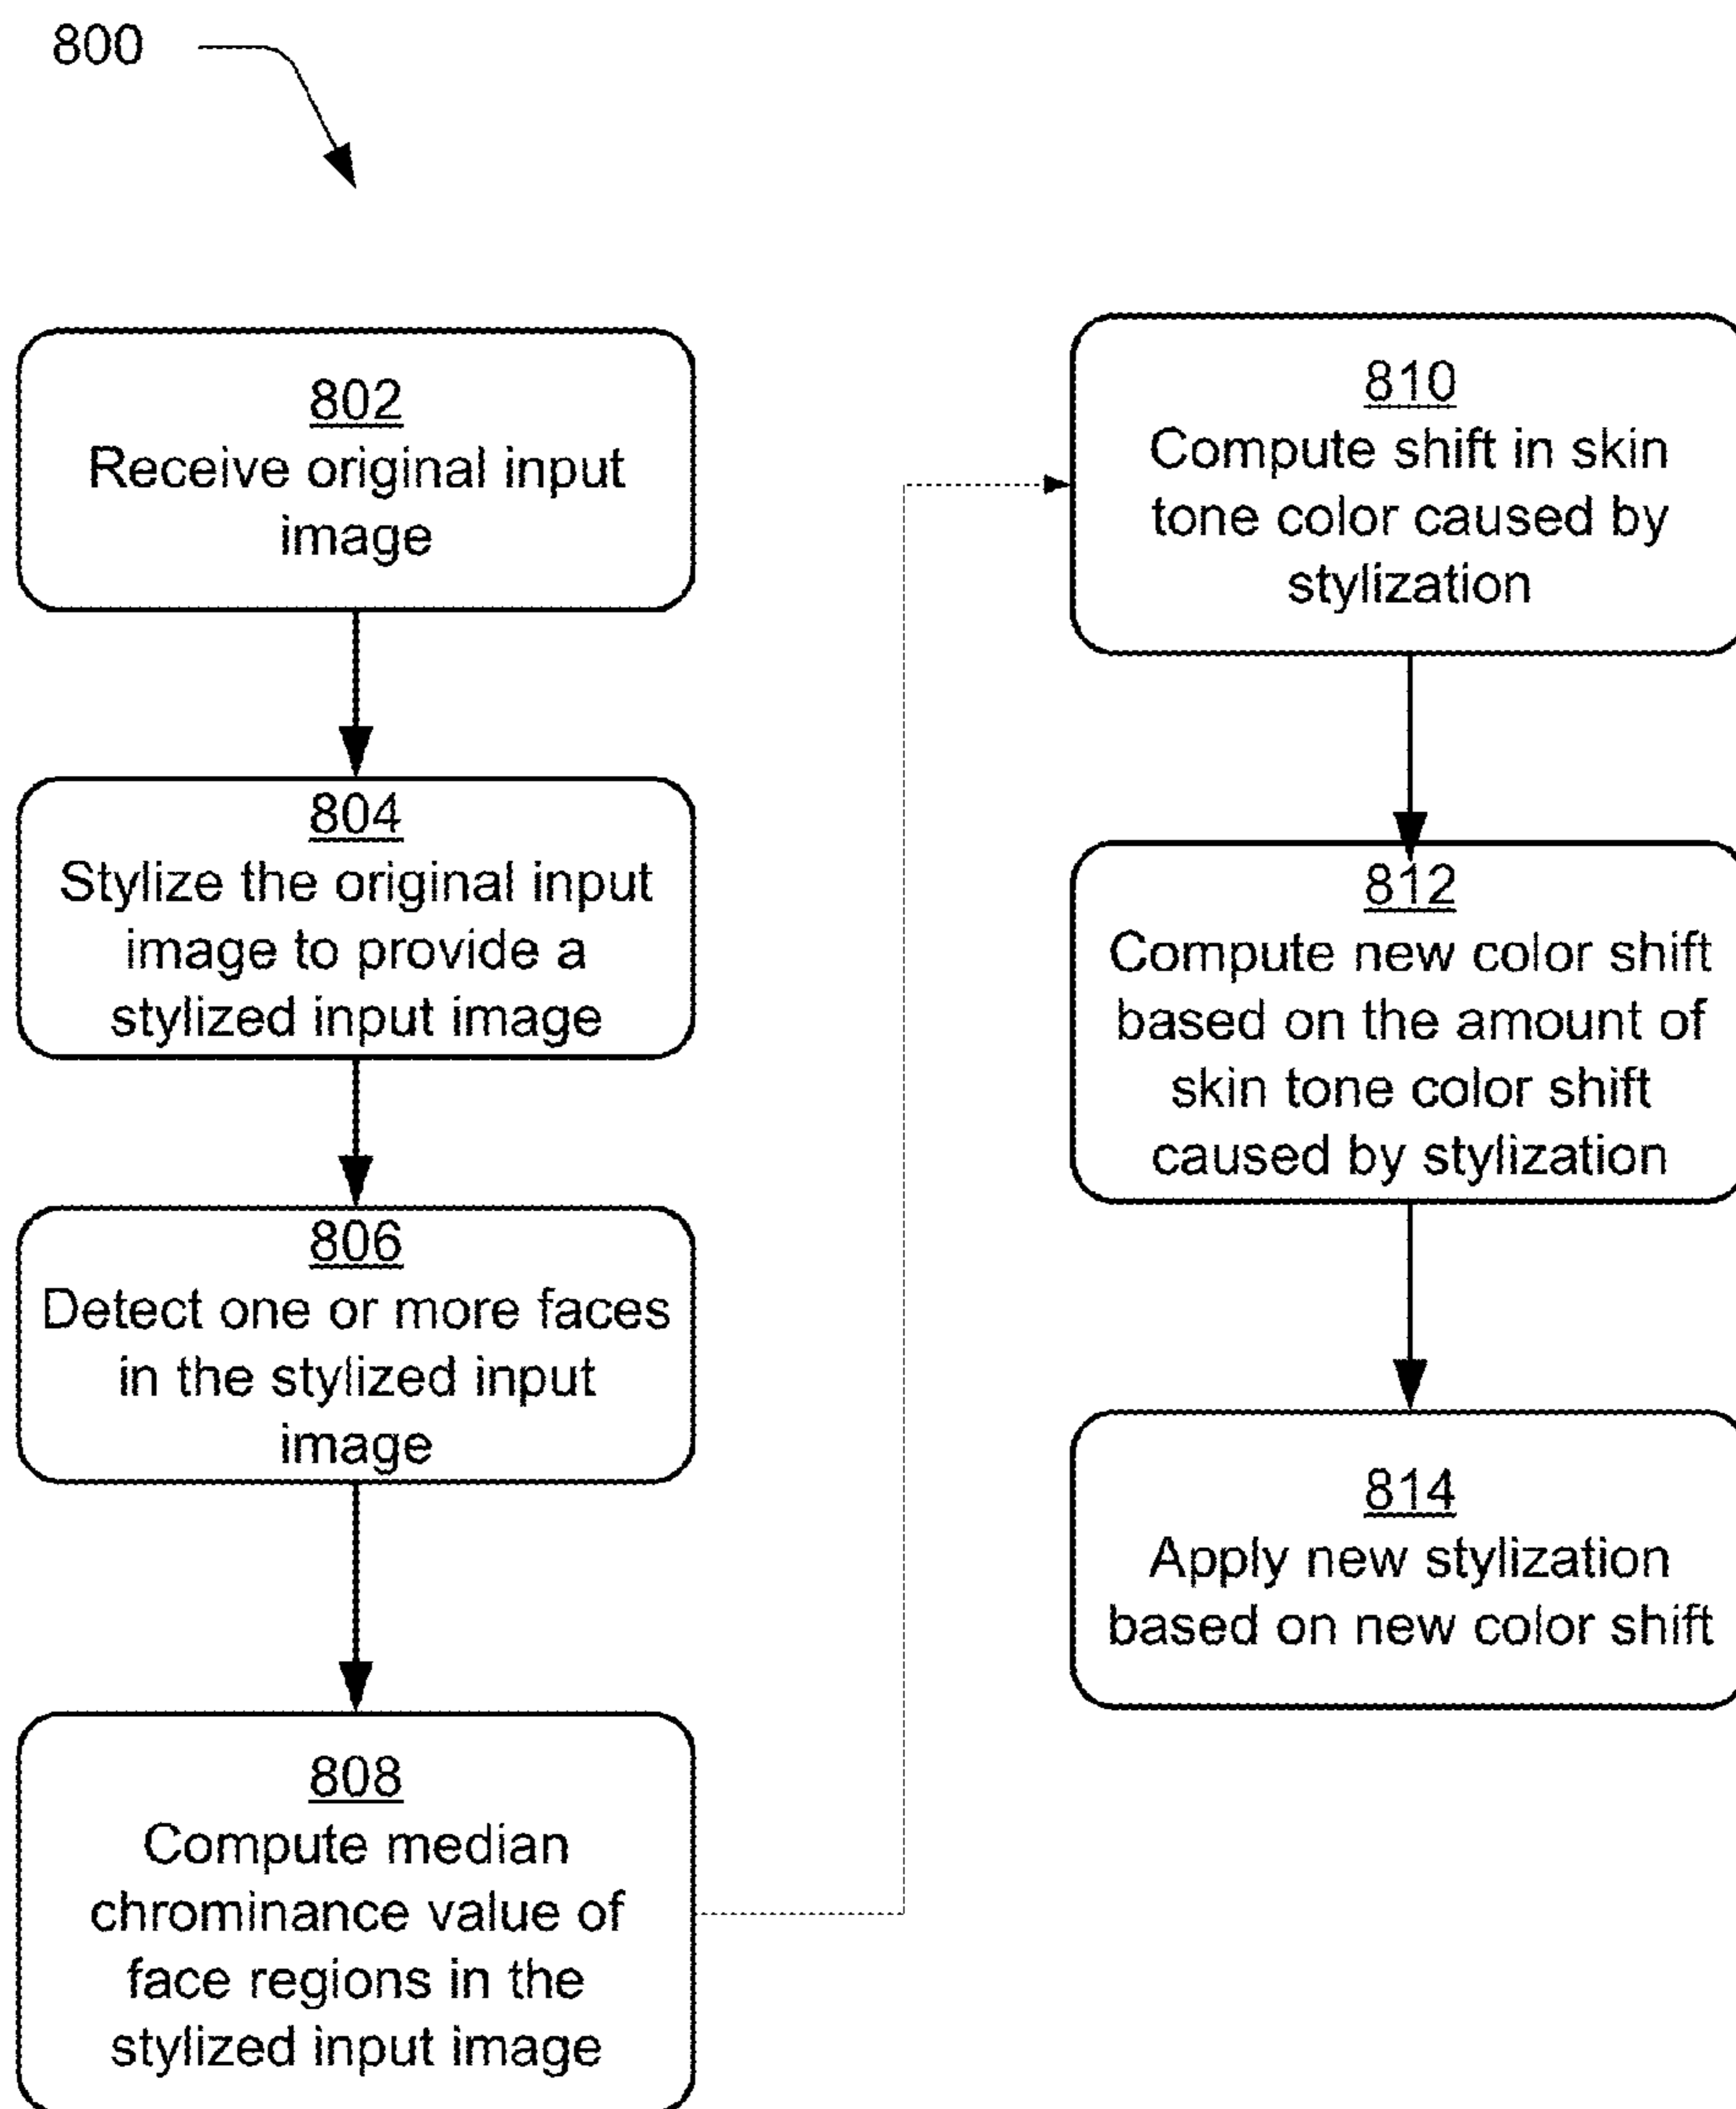 800
802
Receive original input
image
804
Stylize the original input
image to provide a
stylized input image
806
Detect one or more faces
in the stylized input
image
808
Compute median
chrominance value of
face regions in the
stylized input image
810
Compute shift in skin
tone color caused by
stylization
812
Compute new color shift
based on the amount of
skin tone color shift
caused by stylization
814
Apply new stylization
based on new color shift